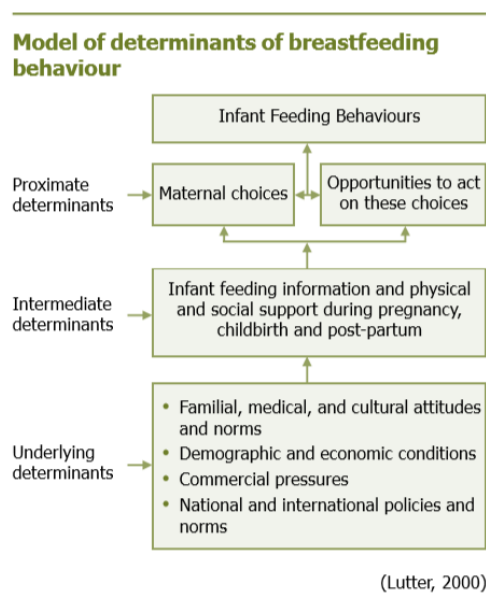 Model of determinants of breastfeeding
behaviour
Infant Feeding Behaviours
Proximate
determinants
Maternal choices
Opportunities to act
on these choices
Intermediate
determinants
Infant feeding information and physical
and social support during pregnancy,
childbirth and post-partum
Underlying
determinants
• Familial, medical, and cultural attitudes
and norms
• Demographic and economic conditions
• Commercial pressures
• National and international policies and
norms
(Lutter, 2000)